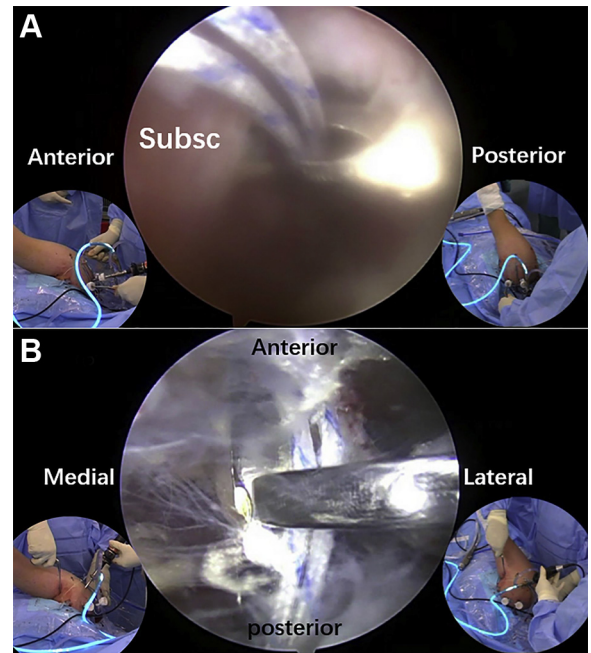 A
Subsc
Anterior
Posterior
B
Anterior
Medial
Lateral
posterior